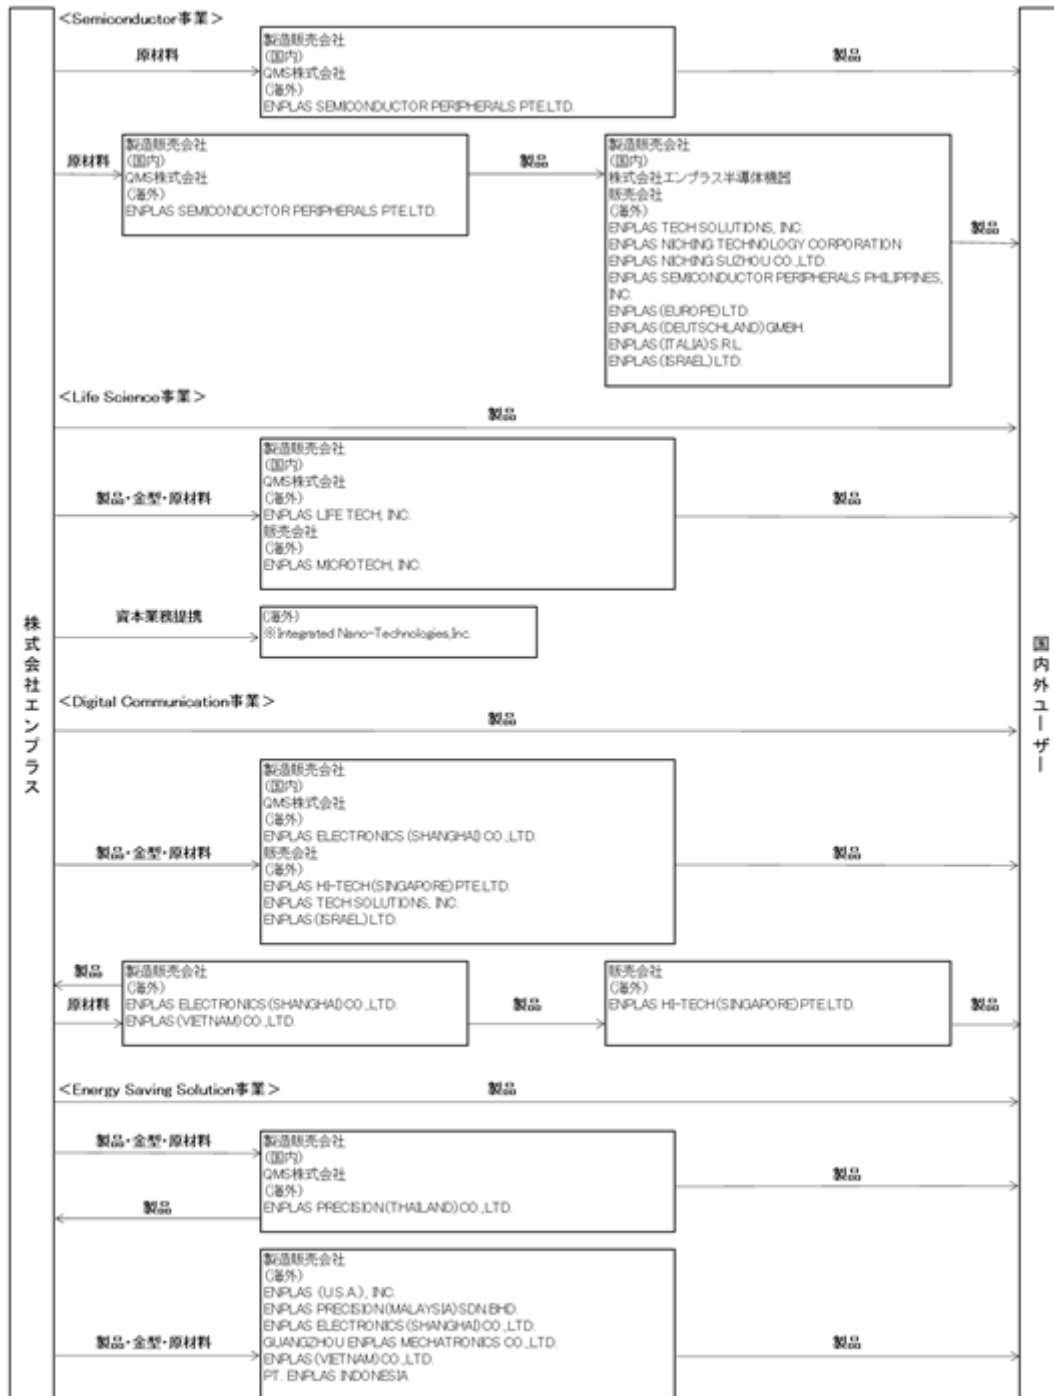 <Semiconductor事業>
原材料
製造販売会社
(国内)
QMS株式会社
(海外)
ENPLAS SEMICONDUCTOR PERIPHERALS PTE.LTD.
製品
原材料
製造販売会社
(国内)
QMS株式会社
(海外)
ENPLAS SEMICONDUCTOR PERIPHERALS PTE.LTD.
製品
製造販売会社
(国内)
株式会社エンプラス半導体機器
販売会社
(海外)
ENPLAS TECH SOLUTIONS, INC.
ENPLAS NICHING TECHNOLOGY CORPORATION
ENPLAS NICHING SUZHOU CO.,LTD.
ENPLAS SEMICONDUCTOR PERIPHERALS PHILIPPINES,
INC.
ENPLAS(EUROPE)LTD.
ENPLAS(DEUTSCHLAND)GMBH.
ENPLAS(ITALIA)S.R.L.
ENPLAS(ISRAEL)LTD.
製品
<Life Science事業>
製品
製品・金型・原材料
製造販売会社
(国内)
QMS株式会社
(海外)
ENPLAS LIFE TECH, INC.
販売会社
(海外)
ENPLAS MICROTECH, INC.
製品
資本業務提携
(海外)
※Integrated Nano-Technologies,Inc.
株式会社エンプラス
国内外ユーザー
<Digital Communication事業>
製品
製品・金型・原材料
製造販売会社
(国内)
QMS株式会社
(海外)
ENPLAS ELECTRONICS(SHANGHAI)CO.,LTD.
販売会社
(海外)
ENPLAS HI-TECH(SINGAPORE)PTE.LTD.
ENPLAS TECH SOLUTIONS, INC.
ENPLAS(ISRAEL)LTD.
製品
製品
原材料
製造販売会社
(海外)
ENPLAS ELECTRONICS(SHANGHAI)CO.,LTD.
ENPLAS(VIETNAM)CO.,LTD.
製品
販売会社
(海外)
ENPLAS HI-TECH(SINGAPORE)PTE.LTD.
製品
<Energy Saving Solution事業>
製品
製品・金型・原材料
製品
製造販売会社
(国内)
QMS株式会社
(海外)
ENPLAS PRECISION(THAILAND)CO.,LTD.
製品
製品・金型・原材料
製造販売会社
(海外)
ENPLAS (U.S.A.), INC.
ENPLAS PRECISION(MALAYSIA)SDN.BHD.
ENPLAS ELECTRONICS(SHANGHAI)CO.,LTD.
GUANGZHOU ENPLAS MECHATRONICS CO.,LTD.
ENPLAS(VIETNAM)CO.,LTD.
PT. ENPLAS INDONESIA
製品